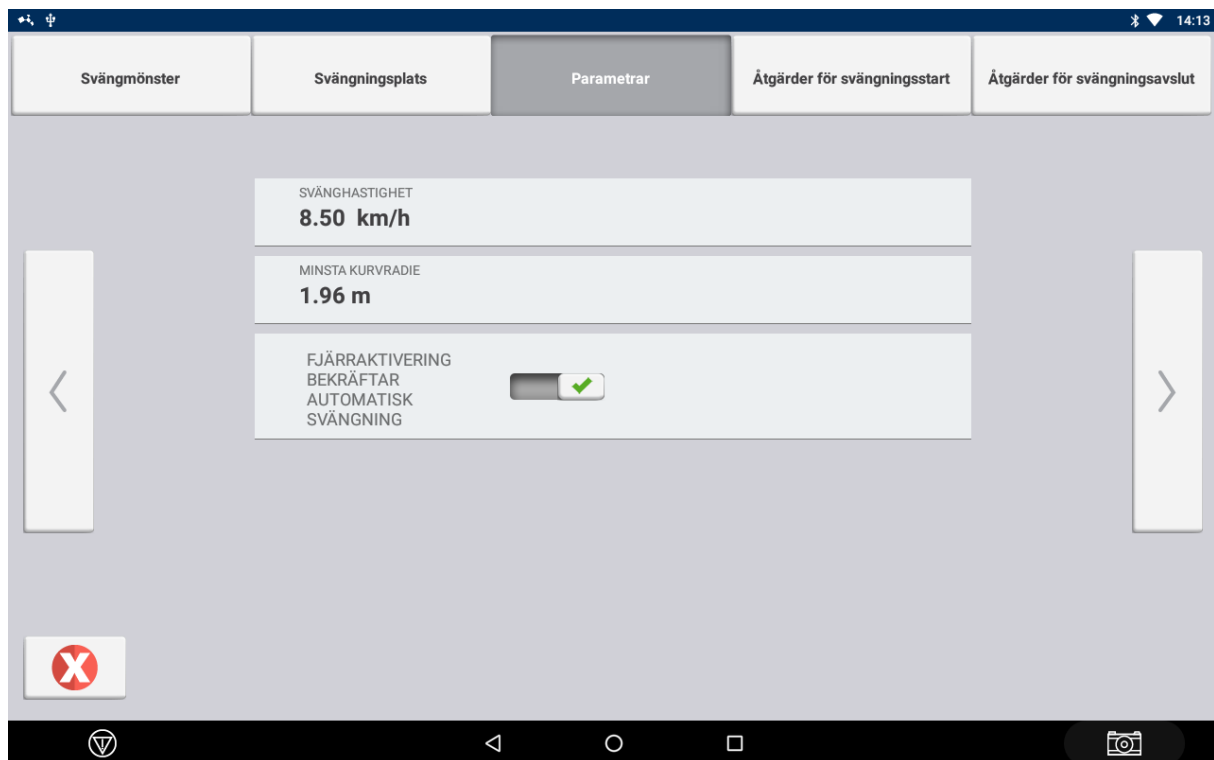 14:13
Svängmönster
Svängningsplats
Parametrar
Åtgärder för svängningsstart
Åtgärder för svängningsavslut
SVÄNGHASTIGHET
8.50 km/h
MINSTA KURVRADIE
1.96 m
FJÄRRAKTIVERING
BEKRÄFTAR
AUTOMATISK
SVÄNGNING